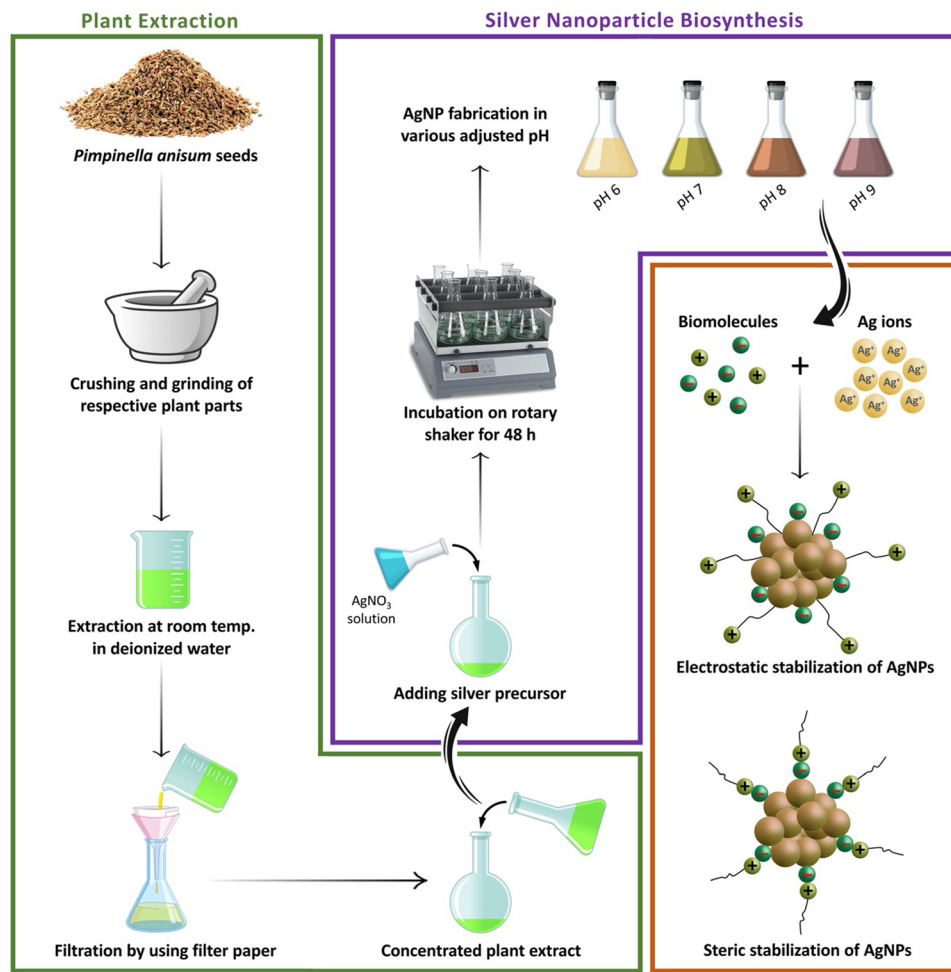 Plant Extraction
Pimpinella anisum seeds
Crushing and grinding of
respective plant parts
Extraction at room temp.
in deionized water
Filtration by using filter paper
Concentrated plant extract
Silver Nanoparticle Biosynthesis
AgNO₃
solution
Adding silver precursor
Incubation on rotary
shaker for 48 h
AgNP fabrication in
various adjusted pH
pH 6
pH 7
pH 8
pH 9
Biomolecules
+
+
+
-
-
-
-
+
Ag ions
Ag⁺
Ag⁺
Ag⁺
Ag⁺
Ag⁺
Ag⁺
Ag⁺
Ag⁺
Electrostatic stabilization of AgNPs
Steric stabilization of AgNPs